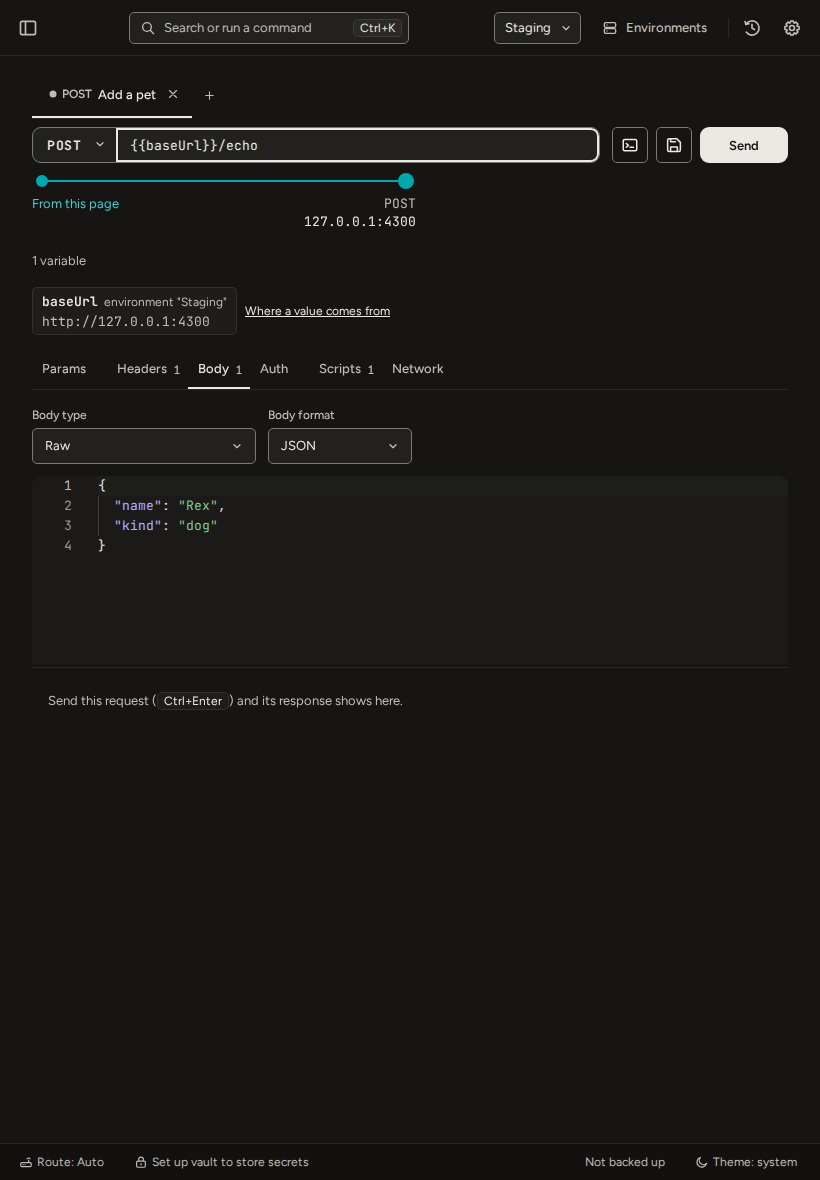 Search or run a command Ctrl+K Staging Environments
POST Add a pet
POST {{baseUrl}}/echo Send
From this page POST
127.0.0.1:4300
1 variable
baseUrl environment "Staging"
http://127.0.0.1:4300
Where a value comes from
Params Headers 1 Body 1 Auth Scripts 1 Network
Body type Body format
Raw JSON
1 {
2 "name": "Rex",
3 "kind": "dog"
4 }
Send this request (Ctrl+Enter) and its response shows here.
Route: Auto Set up vault to store secrets Not backed up Theme: system